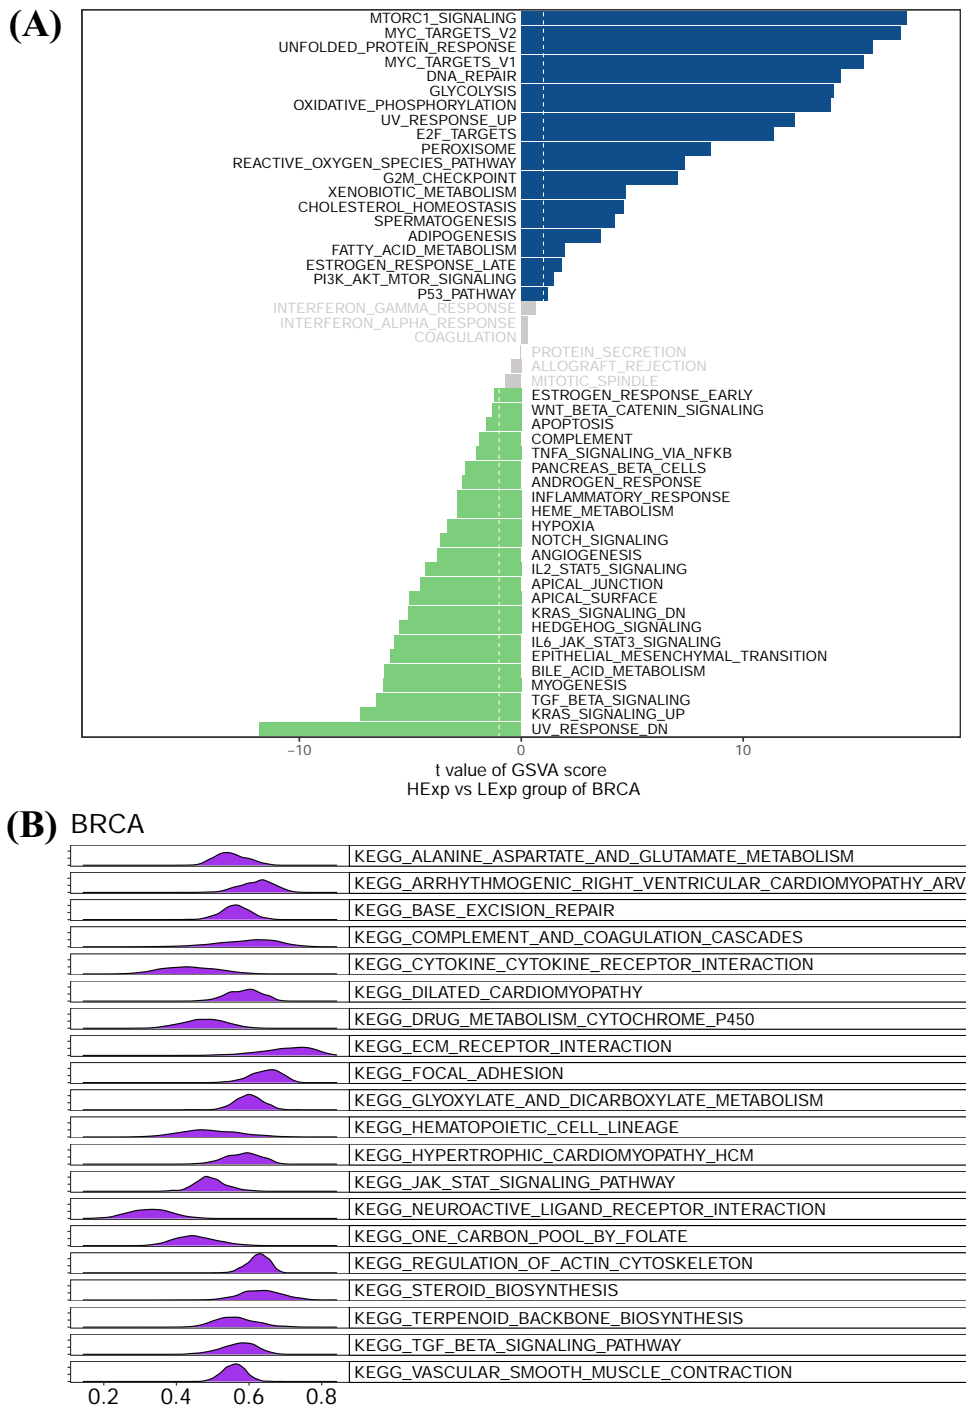 (A)
MTORC1_SIGNALING
MYC_TARGETS_V2
UNFOLDED_PROTEIN_RESPONSE
MYC_TARGETS_V1
DNA_REPAIR
GLYCOLYSIS
OXIDATIVE_PHOSPHORYLATION
UV_RESPONSE_UP
E2F_TARGETS
PEROXISOME
REACTIVE_OXYGEN_SPECIES_PATHWAY
G2M_CHECKPOINT
XENOBIOTIC_METABOLISM
CHOLESTEROL_HOMEOSTASIS
SPERMATOGENESIS
ADIPOGENESIS
FATTY_ACID_METABOLISM
ESTROGEN_RESPONSE_LATE
PI3K_AKT_MTOR_SIGNALING
P53_PATHWAY
INTERFERON_GAMMA_RESPONSE
INTERFERON_ALPHA_RESPONSE
COAGULATION
PROTEIN_SECRETION
ALLOGRAFT_REJECTION
MITOTIC_SPINDLE
ESTROGEN_RESPONSE_EARLY
WNT_BETA_CATENIN_SIGNALING
APOPTOSIS
COMPLEMENT
TNFA_SIGNALING_VIA_NFKB
PANCREAS_BETA_CELLS
ANDROGEN_RESPONSE
INFLAMMATORY_RESPONSE
HEME_METABOLISM
HYPOXIA
NOTCH_SIGNALING
ANGIOGENESIS
IL2_STAT5_SIGNALING
APICAL_JUNCTION
APICAL_SURFACE
KRAS_SIGNALING_DN
HEDGEHOG_SIGNALING
IL6_JAK_STAT3_SIGNALING
EPITHELIAL_MESENCHYMAL_TRANSITION
BILE_ACID_METABOLISM
MYOGENESIS
TGF_BETA_SIGNALING
KRAS_SIGNALING_UP
UV_RESPONSE_DN
−10 0 10
t value of GSVA score
HExp vs LExp group of BRCA
(B) BRCA
KEGG_ALANINE_ASPARTATE_AND_GLUTAMATE_METABOLISM
KEGG_ARRHYTHMOGENIC_RIGHT_VENTRICULAR_CARDIOMYOPATHY_ARV
KEGG_BASE_EXCISION_REPAIR
KEGG_COMPLEMENT_AND_COAGULATION_CASCADES
KEGG_CYTOKINE_CYTOKINE_RECEPTOR_INTERACTION
KEGG_DILATED_CARDIOMYOPATHY
KEGG_DRUG_METABOLISM_CYTOCHROME_P450
KEGG_ECM_RECEPTOR_INTERACTION
KEGG_FOCAL_ADHESION
KEGG_GLYOXYLATE_AND_DICARBOXYLATE_METABOLISM
KEGG_HEMATOPOIETIC_CELL_LINEAGE
KEGG_HYPERTROPHIC_CARDIOMYOPATHY_HCM
KEGG_JAK_STAT_SIGNALING_PATHWAY
KEGG_NEUROACTIVE_LIGAND_RECEPTOR_INTERACTION
KEGG_ONE_CARBON_POOL_BY_FOLATE
KEGG_REGULATION_OF_ACTIN_CYTOSKELETON
KEGG_STEROID_BIOSYNTHESIS
KEGG_TERPENOID_BACKBONE_BIOSYNTHESIS
KEGG_TGF_BETA_SIGNALING_PATHWAY
KEGG_VASCULAR_SMOOTH_MUSCLE_CONTRACTION
0.2 0.4 0.6 0.8